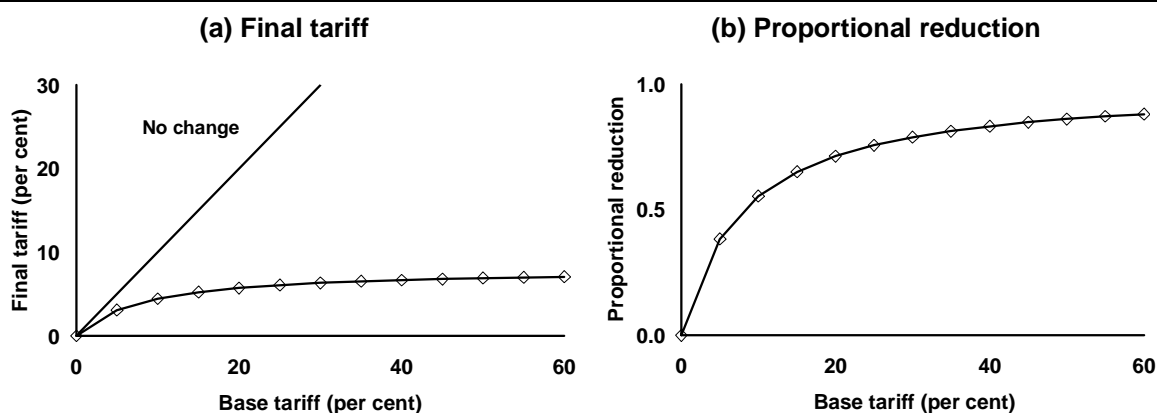 (a) Final tariff
30
20
10
0
Final tariff (per cent)
No change
0 20 40 60
Base tariff (per cent)
(b) Proportional reduction
1.0
0.5
0.0
Proportional reduction
0 20 40 60
Base tariff (per cent)